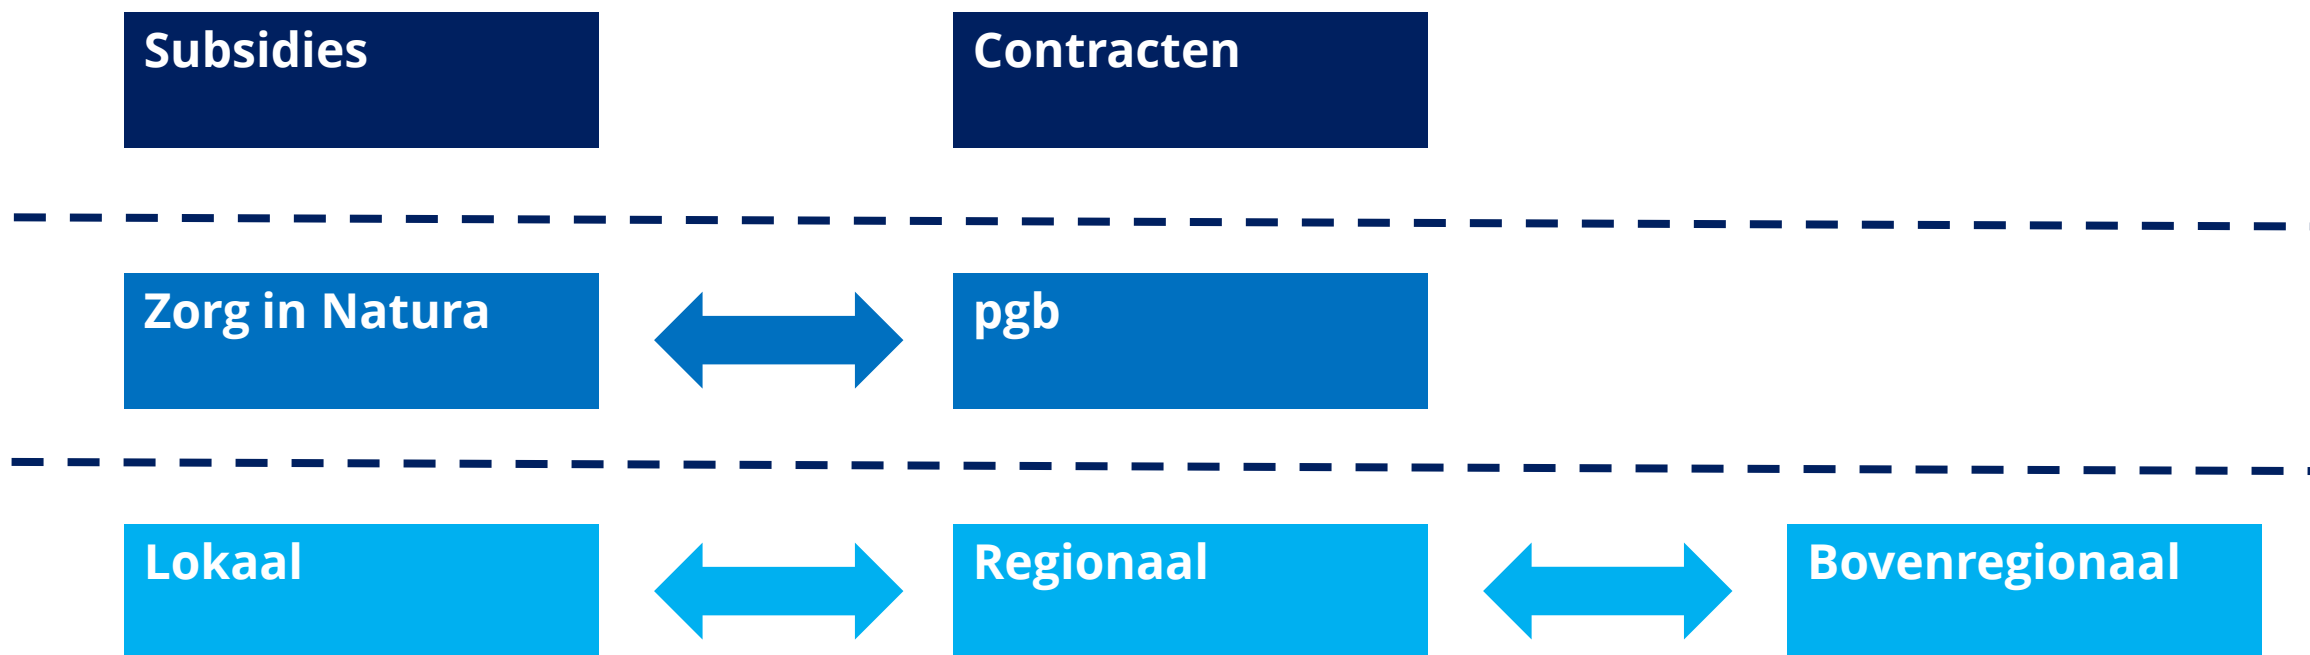 Subsidies
Contracten
Zorg in Natura
pgb
Lokaal
Regionaal
Bovenregionaal